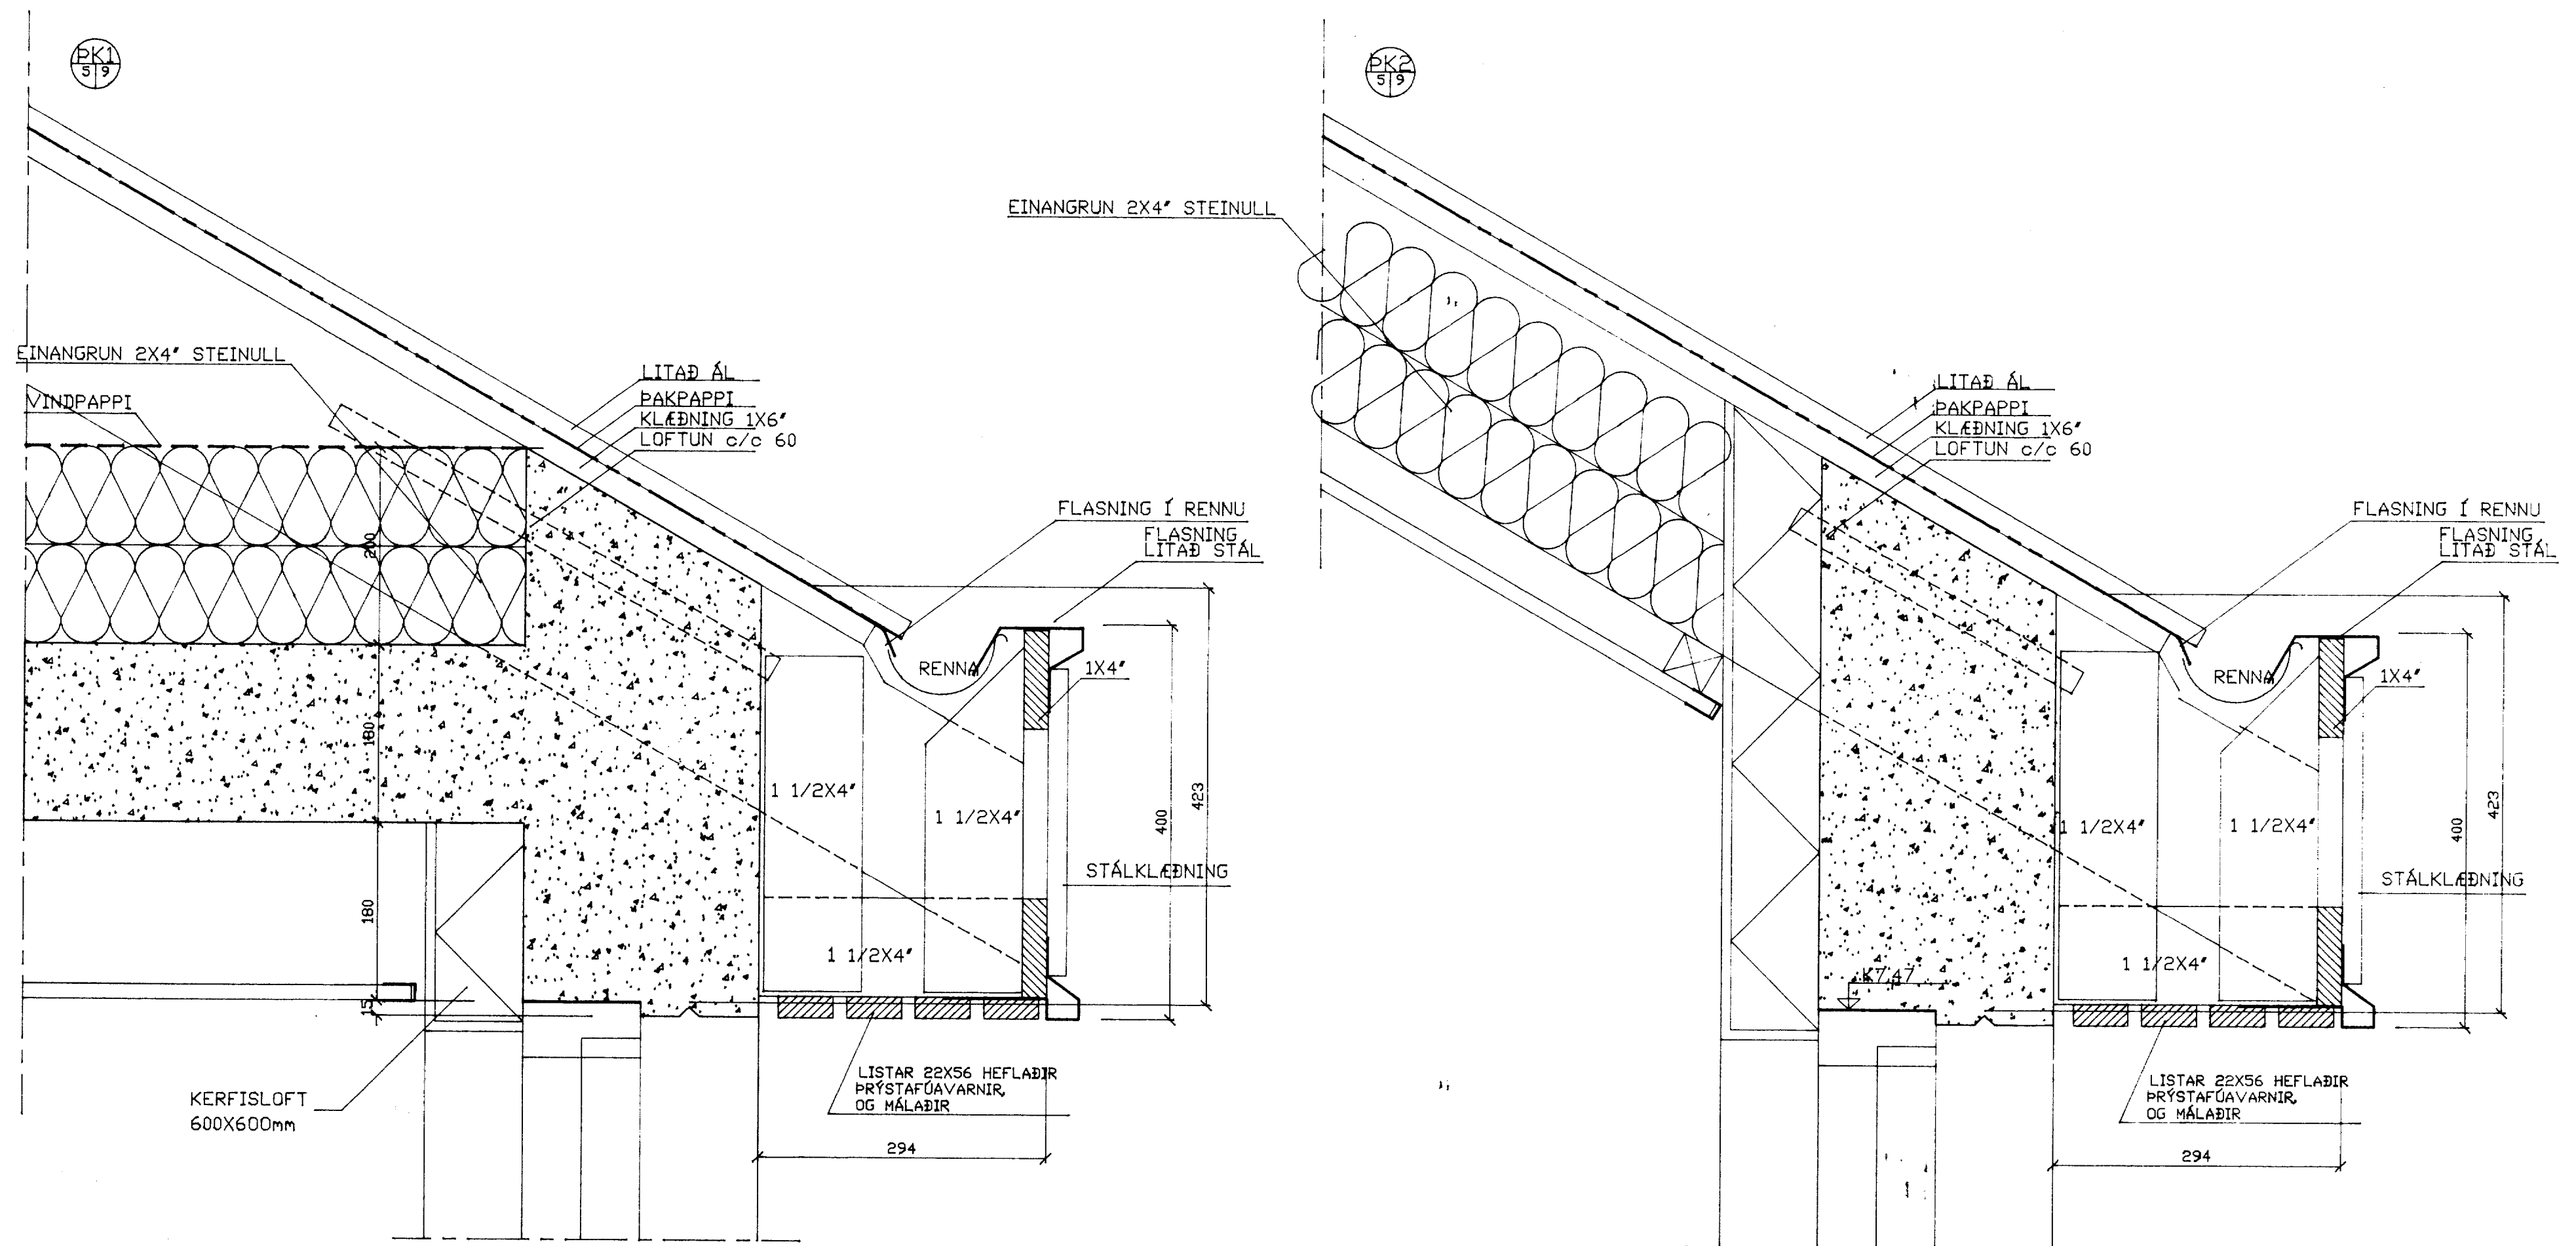 ÞK1
5 9
EINANGRUN 2X4" STEINULL
VINDPAPPI
LITAÐ ÁL
ÞAKPAPPI
KLÆÐNING 1X6"
LOFTUN c/c 60
FLASNING Í RENNU
FLASNING
LITAÐ STÁL
RENNA
1X4"
200
180
180
15
1 1/2X4"
1 1/2X4"
1 1/2X4"
400
423
STÁLKLÆÐNING
KERFISLOFT
600X600mm
LISTAR 22X56 HEFLAÐIR
ÞRÝSTAFÚAVARNIR,
OG MÁLAÐIR
294
ÞK2
5 9
EINANGRUN 2X4" STEINULL
LITAÐ ÁL
ÞAKPAPPI
KLÆÐNING 1X6"
LOFTUN c/c 60
FLASNING Í RENNU
FLASNING
LITAÐ STÁL
RENNA
1X4"
1 1/2X4"
1 1/2X4"
1 1/2X4"
400
423
STÁLKLÆÐNING
K7,47
LISTAR 22X56 HEFLAÐIR
ÞRÝSTAFÚAVARNIR,
OG MÁLAÐIR
294